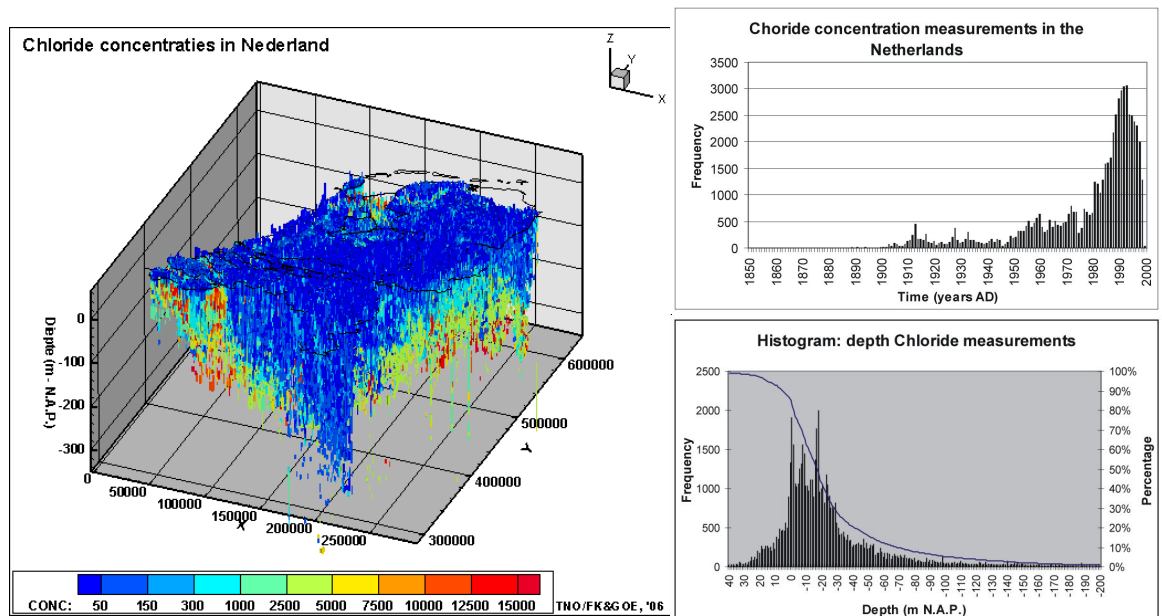 Chloride concentraties in Nederland
Z
Y
X
0
-100
-200
-300
Depte (m - N.A.P.)
0
50000
100000
150000
200000
250000
X
300000
400000
500000
600000
Y
CONC: 50 150 300 1000 2500 5000 7500 10000 12500 15000
TNO/FK&GOE, '06
Choride concentration measurements in the
Netherlands
3500
3000
2500
2000
1500
1000
500
0
Frequency
1850 1860 1870 1880 1890 1900 1910 1920 1930 1940 1950 1960 1970 1980 1990 2000
Time (years AD)
Histogram: depth Chloride measurements
2500
2000
1500
1000
500
0
Frequency
100%
90%
80%
70%
60%
50%
40%
30%
20%
10%
0%
Percentage
40 30 20 10 0 -10 -20 -30 -40 -50 -60 -70 -80 -90 -100 -110 -120 -130 -140 -150 -160 -170 -180 -190 -200
Depth (m N.A.P.)